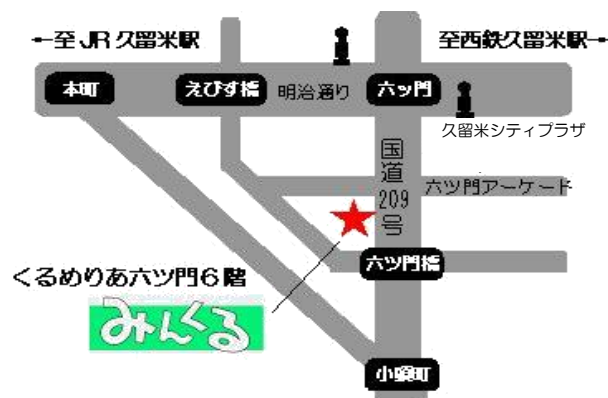 ←至JR久留米駅
至西鉄久留米駅→
本町
えびす橋
明治通り
六ッ門
久留米シティプラザ
国道209号
六ツ門アーケード
六ツ門橋
くるめりあ六ツ門6階
みんくる
小頭町